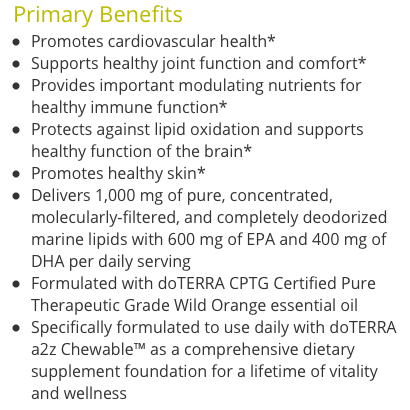 Primary Benefits
• Promotes cardiovascular health*
• Supports healthy joint function and comfort*
• Provides important modulating nutrients for
healthy immune function*
• Protects against lipid oxidation and supports
healthy function of the brain*
• Promotes healthy skin*
• Delivers 1,000 mg of pure, concentrated,
molecularly-filtered, and completely deodorized
marine lipids with 600 mg of EPA and 400 mg of
DHA per daily serving
• Formulated with doTERRA CPTG Certified Pure
Therapeutic Grade Wild Orange essential oil
• Specifically formulated to use daily with doTERRA
a2z Chewable™ as a comprehensive dietary
supplement foundation for a lifetime of vitality
and wellness